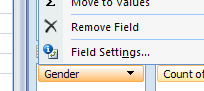 Move to Values
Remove Field
Field Settings...
Gender
Count of